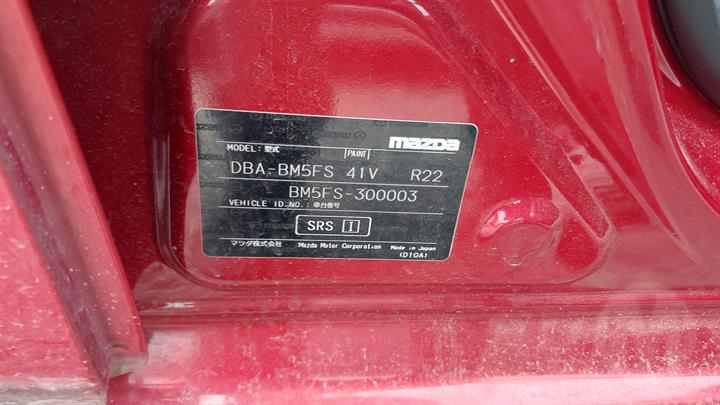 mazda
MODEL: 型式 PAINT
DBA-BM5FS 41V R22
BM5FS-300003
VEHICLE ID.NO.: 車台番号
SRS I
マツダ株式会社 Mazda Motor Corporation Made in Japan
(D10A)